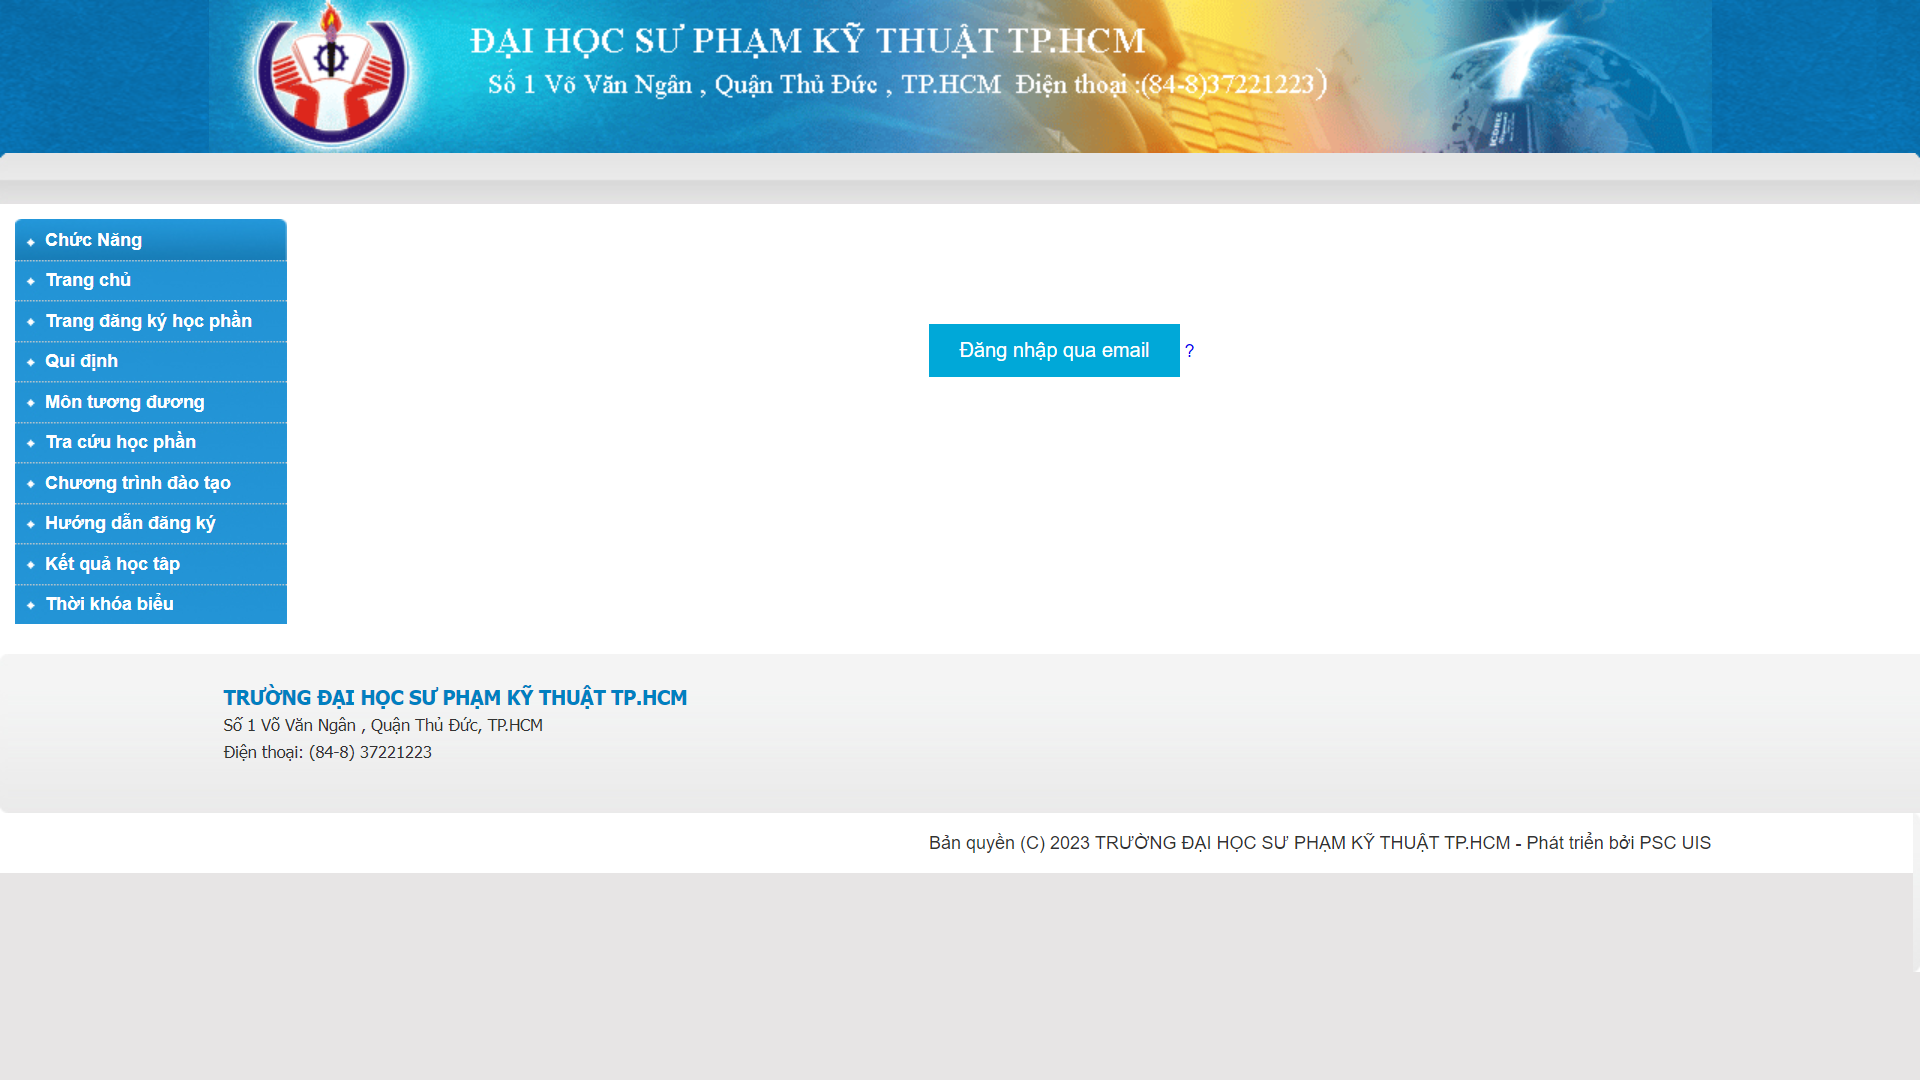 ĐẠI HỌC SƯ PHẠM KỸ THUẬT TP.HCM
Số 1 Võ Văn Ngân , Quận Thủ Đức , TP.HCM Điện thoại :(84-8)37221223)
Chức Năng
Trang chủ
Trang đăng ký học phần
Qui định
Môn tương đương
Tra cứu học phần
Chương trình đào tạo
Hướng dẫn đăng ký
Kết quả học tâp
Thời khóa biểu
Đăng nhập qua email ?
TRƯỜNG ĐẠI HỌC SƯ PHẠM KỸ THUẬT TP.HCM
Số 1 Võ Văn Ngân , Quận Thủ Đức, TP.HCM
Điện thoại: (84-8) 37221223
Bản quyền (C) 2023 TRƯỜNG ĐẠI HỌC SƯ PHẠM KỸ THUẬT TP.HCM - Phát triển bởi PSC UIS